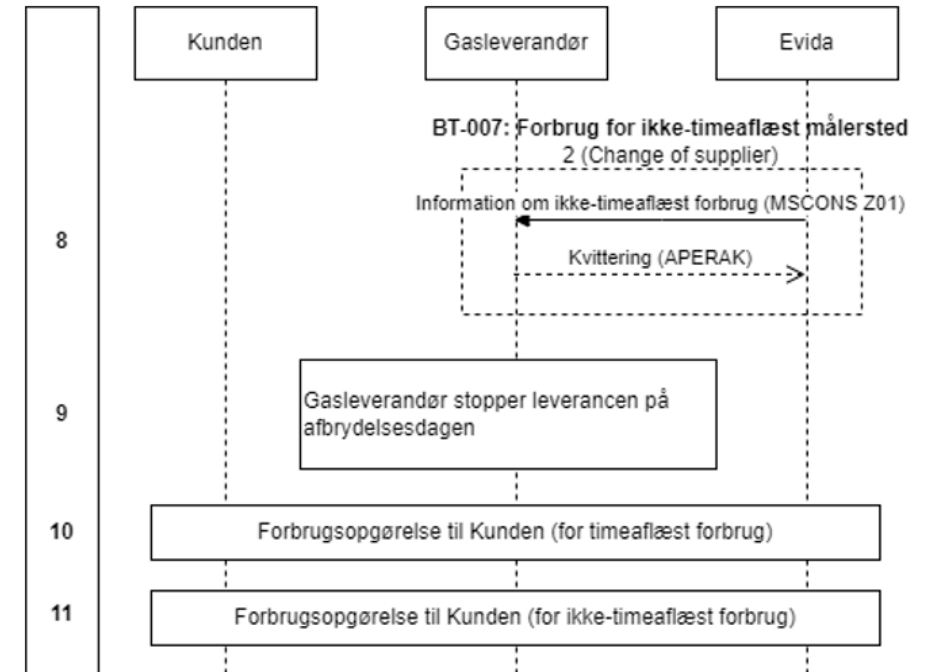 Kunden
Gasleverandør
Evida
BT-007: Forbrug for ikke-timeaflæst målersted
2 (Change of supplier)
Information om ikke-timeaflæst forbrug (MSCONS Z01)
8
Kvittering (APERAK)
Gasleverandør stopper leverancen på
9
afbrydelsesdagen
10
Forbrugsopgørelse til Kunden (for timeaflæst forbrug)
11
Forbrugsopgørelse til Kunden (for ikke-timeaflæst forbrug)